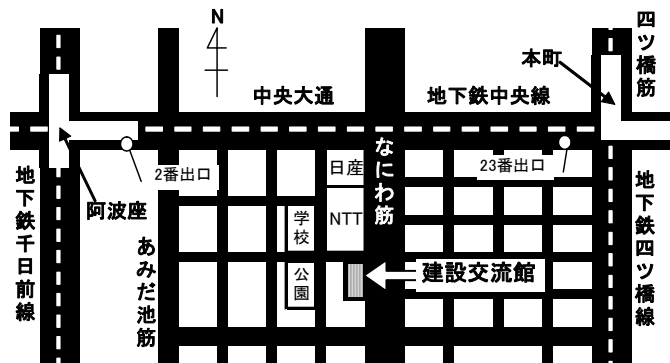 N
四ツ橋筋
本町
中央大通
地下鉄中央線
なにわ筋
日産
2番出口
23番出口
地下鉄千日前線
阿波座
あみだ池筋
学校
NTT
公園
建設交流館
地下鉄四ツ橋線